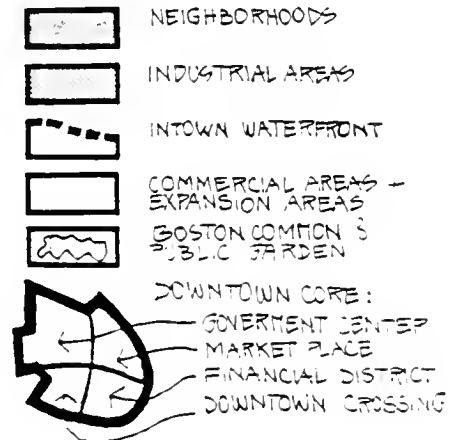 NEIGHBORHOODS
INDUSTRIAL AREAS
INTOWN WATERFRONT
COMMERCIAL AREAS -
EXPANSION AREAS
BOSTON COMMON &
PUBLIC GARDEN
DOWNTOWN CORE:
GOVERMENT CENTER
MARKET PLACE
FINANCIAL DISTRICT
DOWNTOWN CROSSING